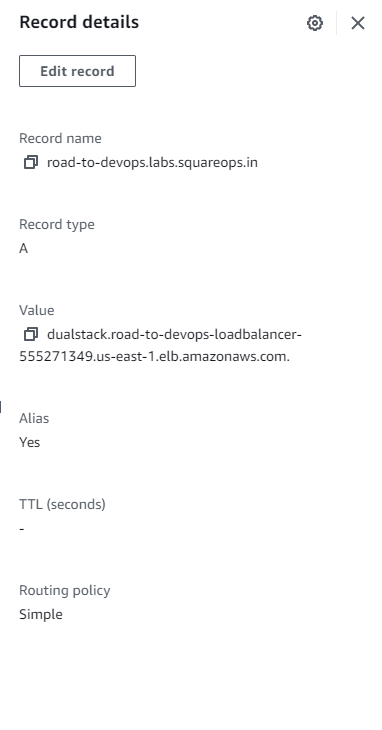 Record details
Edit record
Record name
road-to-devops.labs.squareops.in
Record type
A
Value
dualstack.road-to-devops-loadbalancer-
555271349.us-east-1.elb.amazonaws.com.
Alias
Yes
TTL (seconds)
-
Routing policy
Simple